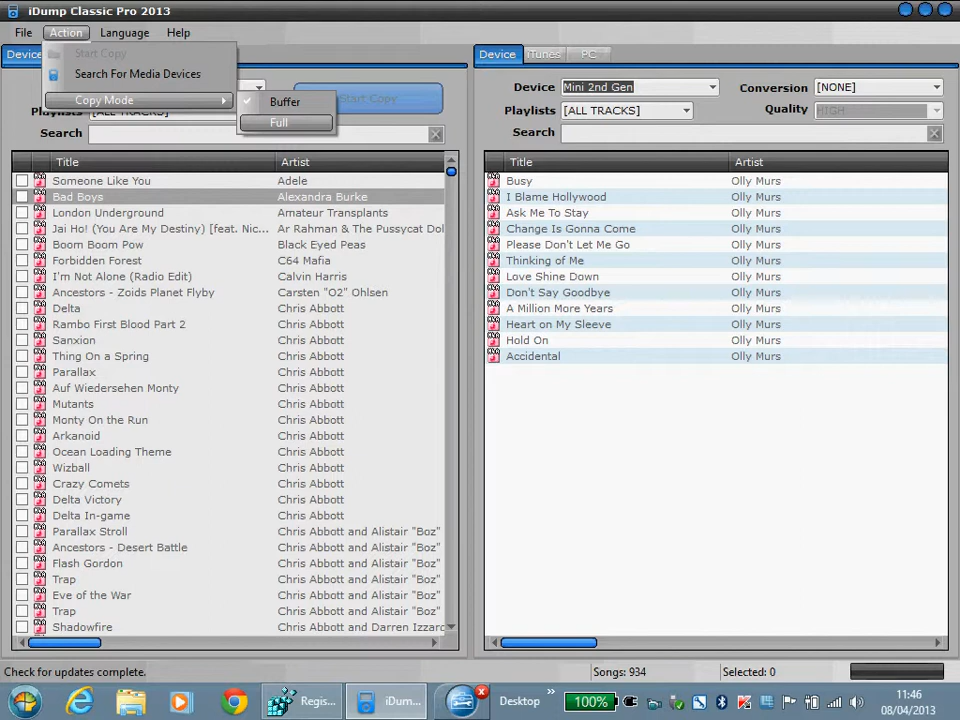 iDump Classic Pro 2013
File Action Language Help
Start Copy
Search For Media Devices
Copy Mode
Buffer
Full
Start Copy
Playlists [ALL TRACKS]
Search
Title Artist
Someone Like You Adele
Bad Boys Alexandra Burke
London Underground Amateur Transplants
Jai Ho! (You Are My Destiny) [feat. Nic... Ar Rahman & The Pussycat Dol
Boom Boom Pow Black Eyed Peas
Forbidden Forest C64 Mafia
I'm Not Alone (Radio Edit) Calvin Harris
Ancestors - Zoids Planet Flyby Carsten "O2" Ohlsen
Delta Chris Abbott
Rambo First Blood Part 2 Chris Abbott
Sanxion Chris Abbott
Thing On a Spring Chris Abbott
Parallax Chris Abbott
Auf Wiedersehen Monty Chris Abbott
Mutants Chris Abbott
Monty On the Run Chris Abbott
Arkanoid Chris Abbott
Ocean Loading Theme Chris Abbott
Wizball Chris Abbott
Crazy Comets Chris Abbott
Delta Victory Chris Abbott
Delta In-game Chris Abbott
Parallax Stroll Chris Abbott and Alistair "Boz"
Ancestors - Desert Battle Chris Abbott and Alistair "Boz"
Flash Gordon Chris Abbott and Alistair "Boz"
Trap Chris Abbott and Alistair "Boz"
Eve of the War Chris Abbott and Alistair "Boz"
Trap Chris Abbott and Alistair "Boz"
Shadowfire Chris Abbott and Darren Izzard
Device iTunes PC
Device Mini 2nd Gen Conversion [NONE]
Playlists [ALL TRACKS] Quality HIGH
Search
Title Artist
Busy Olly Murs
I Blame Hollywood Olly Murs
Ask Me To Stay Olly Murs
Change Is Gonna Come Olly Murs
Please Don't Let Me Go Olly Murs
Thinking of Me Olly Murs
Love Shine Down Olly Murs
Don't Say Goodbye Olly Murs
A Million More Years Olly Murs
Heart on My Sleeve Olly Murs
Hold On Olly Murs
Accidental Olly Murs
Check for updates complete. Songs: 934 Selected: 0
Regis... iDum... Desktop » 100% 11:46
08/04/2013